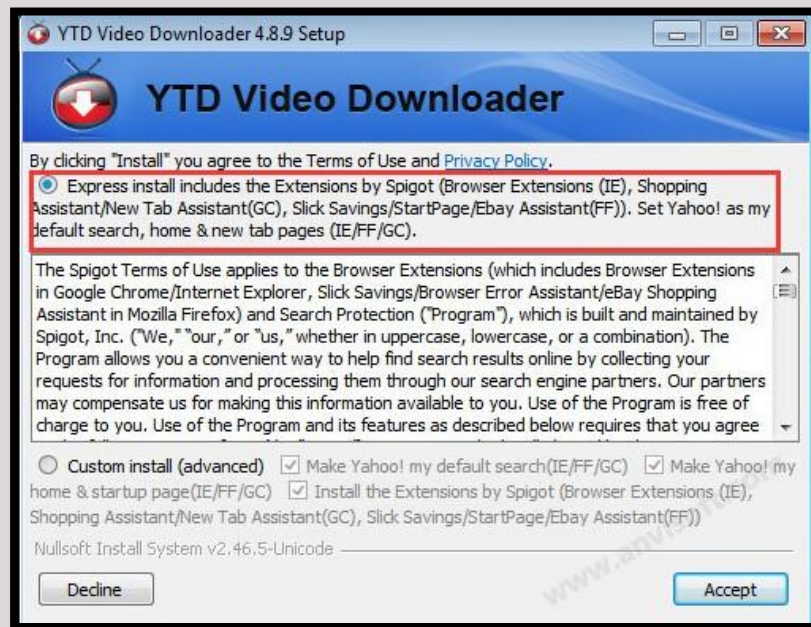 YTD Video Downloader 4.8.9 Setup
YTD Video Downloader
By clicking "Install" you agree to the Terms of Use and Privacy Policy.
Express install includes the Extensions by Spigot (Browser Extensions (IE), Shopping
Assistant/New Tab Assistant(GC), Slick Savings/StartPage/Ebay Assistant(FF)). Set Yahoo! as my
default search, home & new tab pages (IE/FF/GC).
The Spigot Terms of Use applies to the Browser Extensions (which includes Browser Extensions
in Google Chrome/Internet Explorer, Slick Savings/Browser Error Assistant/eBay Shopping
Assistant in Mozilla Firefox) and Search Protection ("Program"), which is built and maintained by
Spigot, Inc. ("We," "our," or "us," whether in uppercase, lowercase, or a combination). The
Program allows you a convenient way to help find search results online by collecting your
requests for information and processing them through our search engine partners. Our partners
may compensate us for making this information available to you. Use of the Program is free of
charge to you. Use of the Program and its features as described below requires that you agree
Custom install (advanced) Make Yahoo! my default search(IE/FF/GC) Make Yahoo! my
home & startup page(IE/FF/GC) Install the Extensions by Spigot (Browser Extensions (IE),
Shopping Assistant/New Tab Assistant(GC), Slick Savings/StartPage/Ebay Assistant(FF))
Nullsoft Install System v2.46.5-Unicode
www.anvisoft.com
Decline
Accept